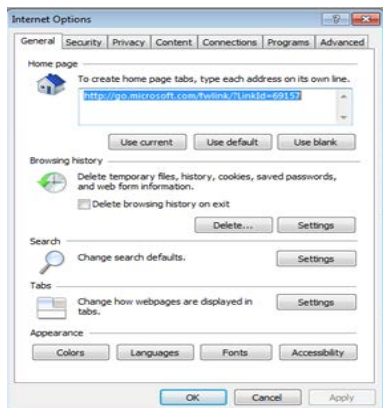 Internet Options
General Security Privacy Content Connections Programs Advanced
Home page
To create home page tabs, type each address on its own line.
http://go.microsoft.com/fwlink/?LinkId=69157
Use current Use default Use blank
Browsing history
Delete temporary files, history, cookies, saved passwords,
and web form information.
Delete browsing history on exit
Delete... Settings
Search
Change search defaults. Settings
Tabs
Change how webpages are displayed in Settings
tabs.
Appearance
Colors Languages Fonts Accessibility
OK Cancel Apply